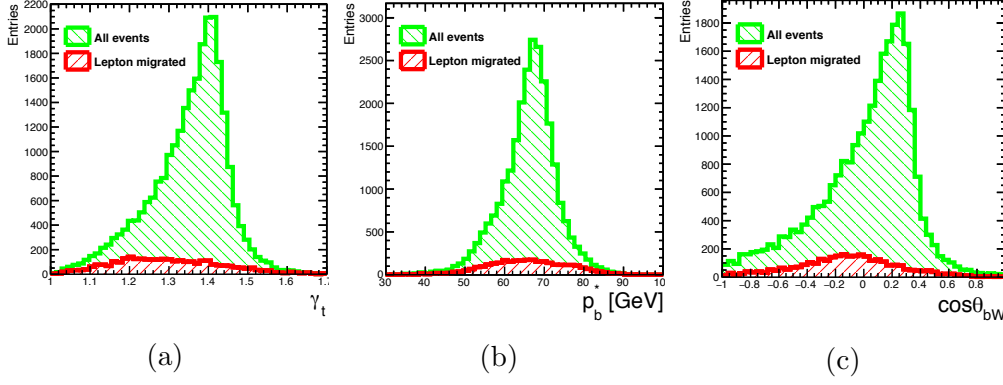 Entries
2200
2000
1800
1600
1400
1200
1000
800
600
400
200
0
All events
Lepton migrated
1 1.1 1.2 1.3 1.4 1.5 1.6 1.7
γt
(a)
3000
2500
2000
1500
1000
500
0
All events
Lepton migrated
30 40 50 60 70 80 90 100
p*b [GeV]
(b)
Entries
1800
1600
1400
1200
1000
800
600
400
200
0
All events
Lepton migrated
−1 −0.8 −0.6 −0.4 −0.2 0 0.2 0.4 0.6 0.8
cosθbW
(c)